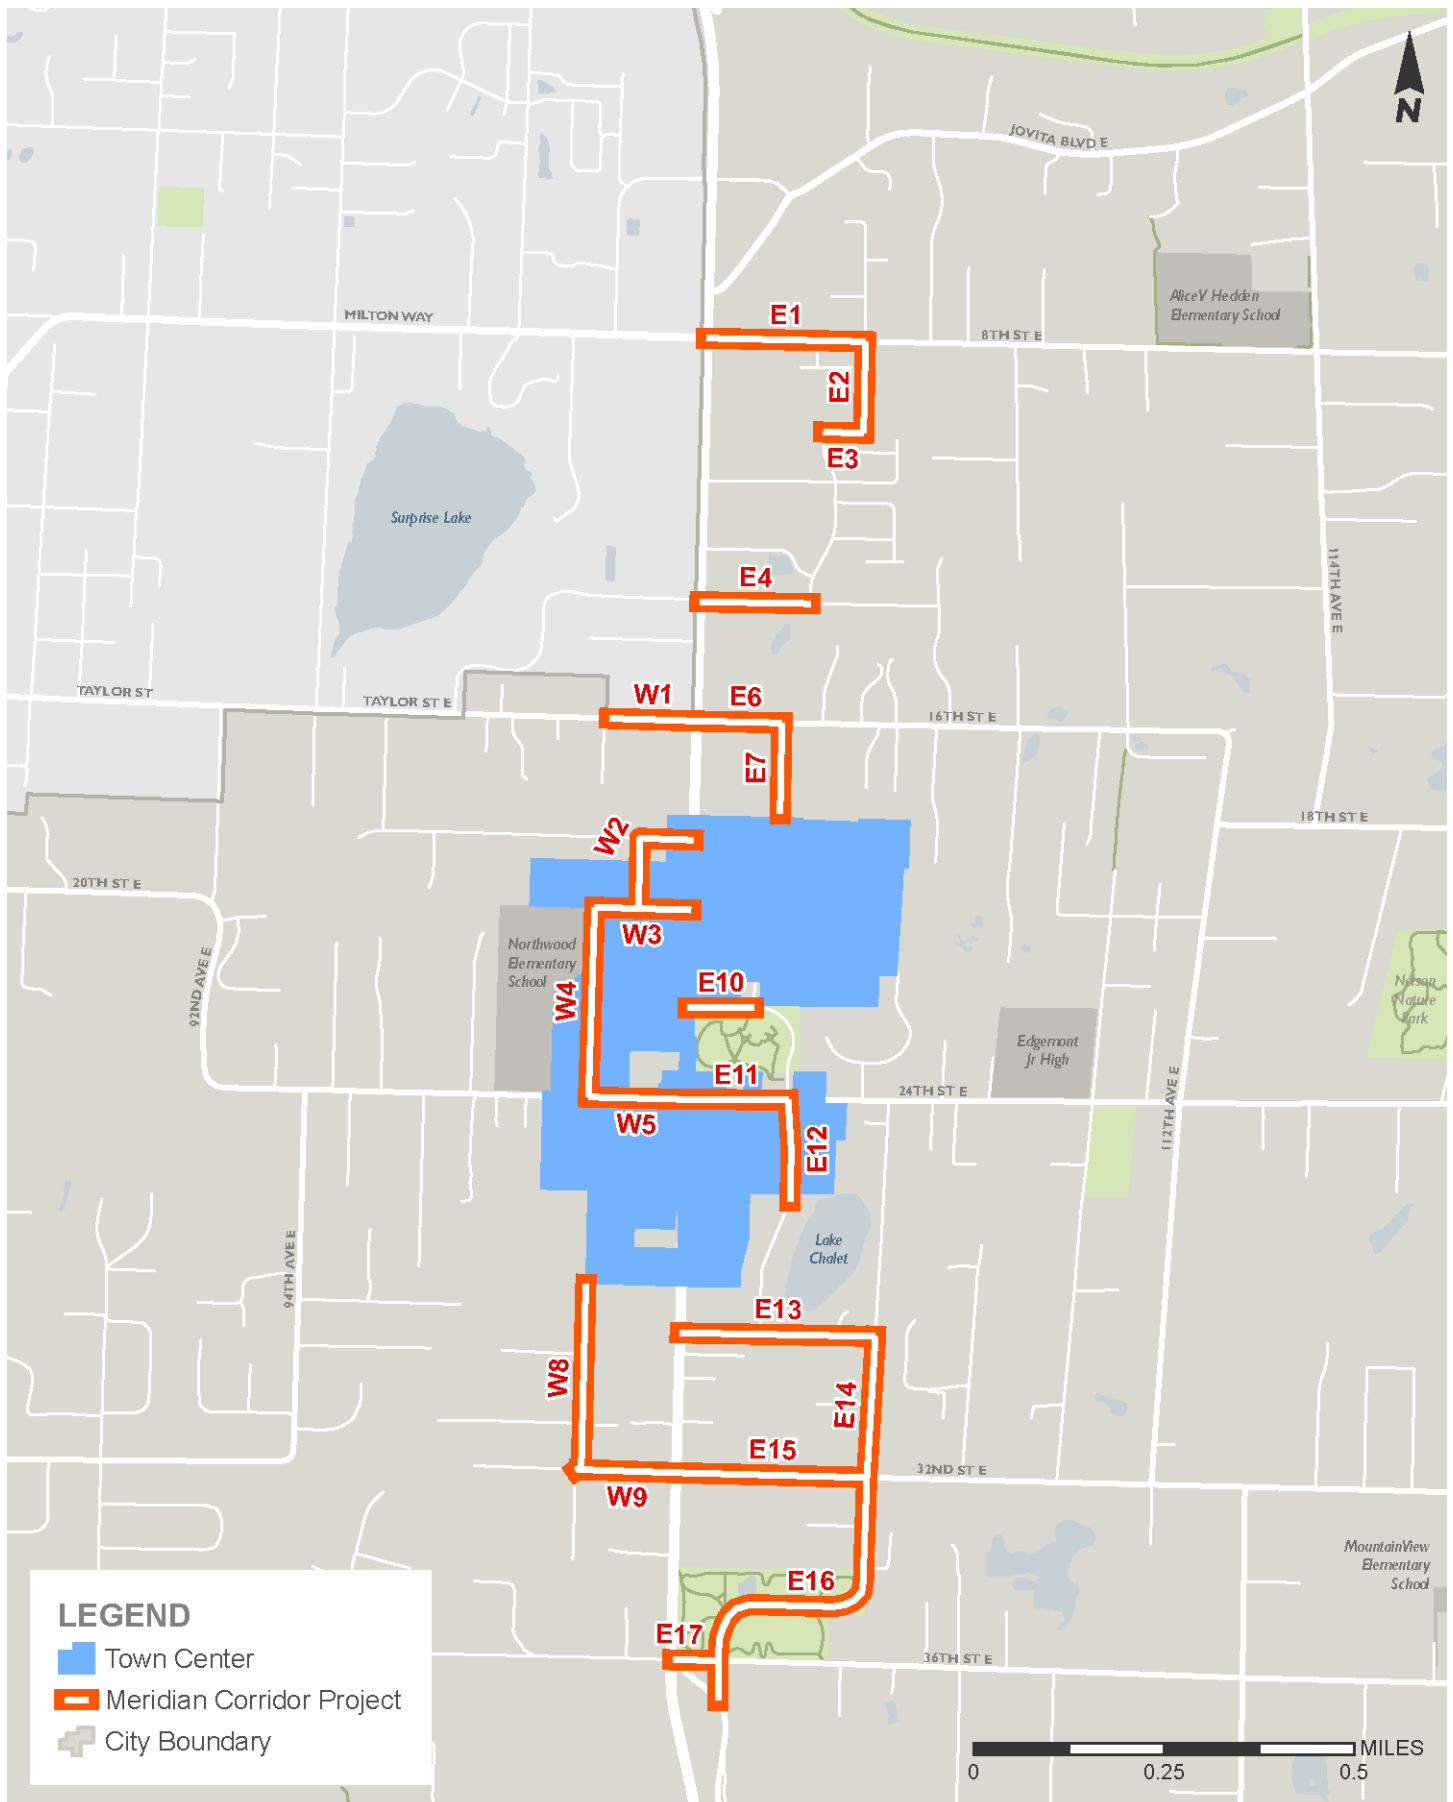 N
JOVITA BLVD E
AliceV Hedden
Elementary School
MILTON WAY
E1
8TH ST E
E2
E3
Surprise Lake
E4
114TH AVE E
TAYLOR ST
TAYLOR ST E
W1
E6
16TH ST E
E7
18TH ST E
W2
20TH ST E
W3
Northwood
Elementary
School
92ND AVE E
W4
E10
Nelson
Nature
Park
Edgemont
Jr High
E11
24TH ST E
112TH AVE E
W5
E12
Lake
Chalet
94TH AVE E
E13
W8
E14
E15
32ND ST E
W9
MountainView
Elementary
School
E16
E17
36TH ST E
LEGEND
Town Center
Meridian Corridor Project
City Boundary
MILES
0 0.25 0.5